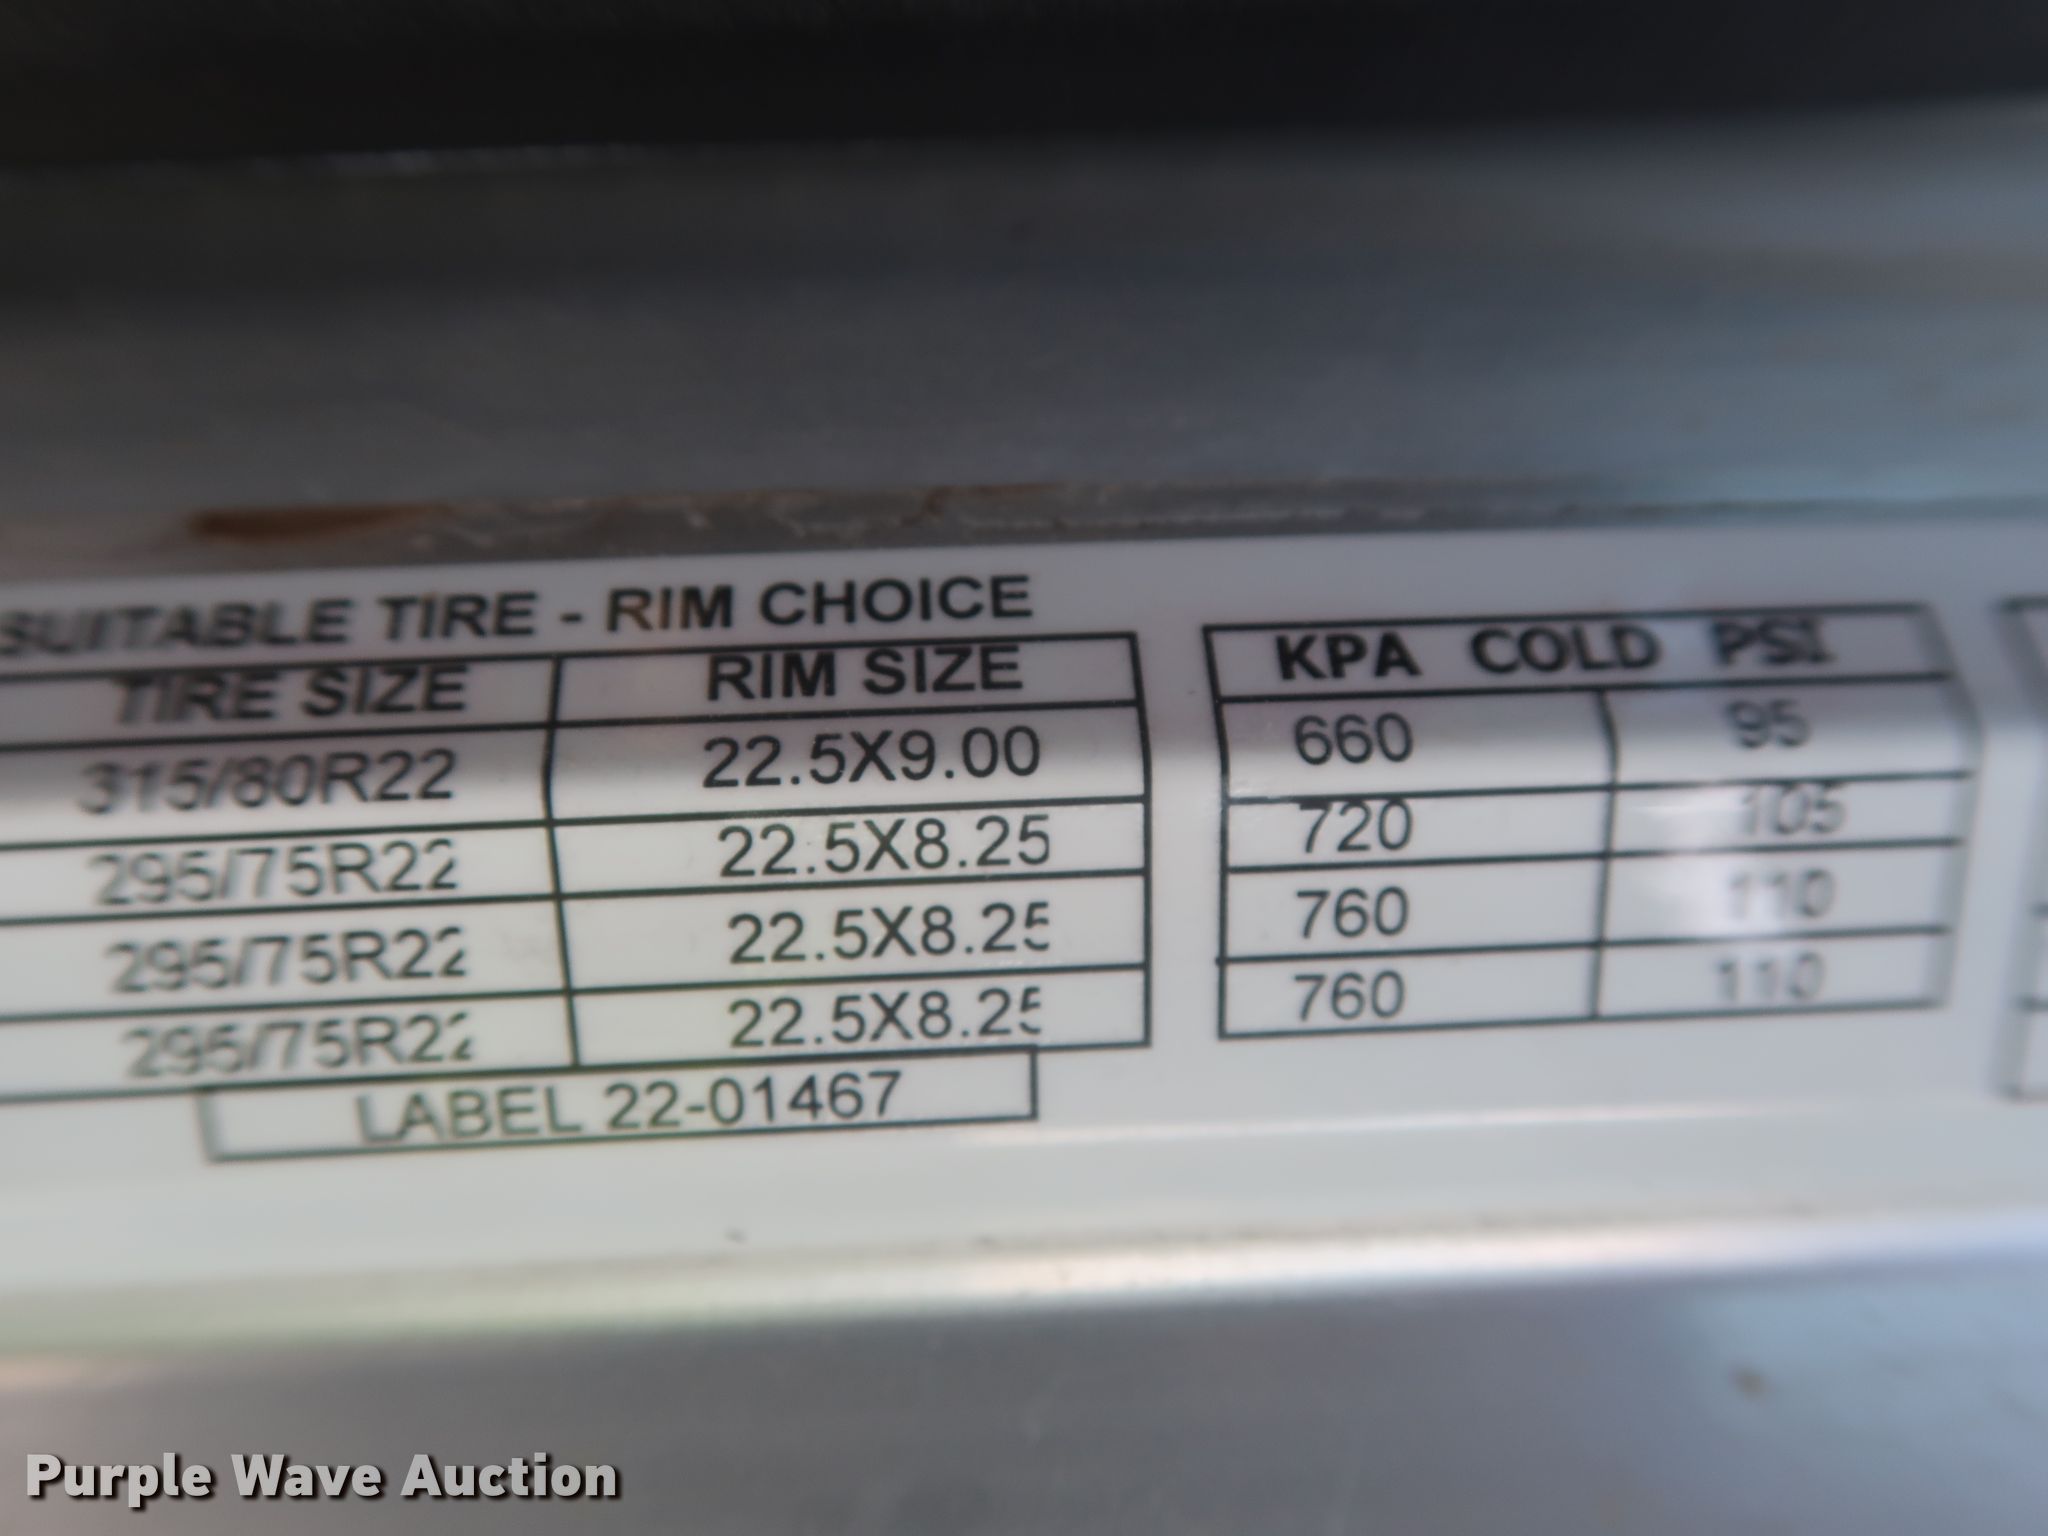 SUITABLE TIRE - RIM CHOICE
TIRE SIZE RIM SIZE KPA COLD PSI
315/80R22 22.5X9.00 660 95
295/75R22 22.5X8.25 720 105
295/75R22 22.5X8.25 760 110
295/75R22 22.5X8.25 760 110
LABEL 22-01467
Purple Wave Auction